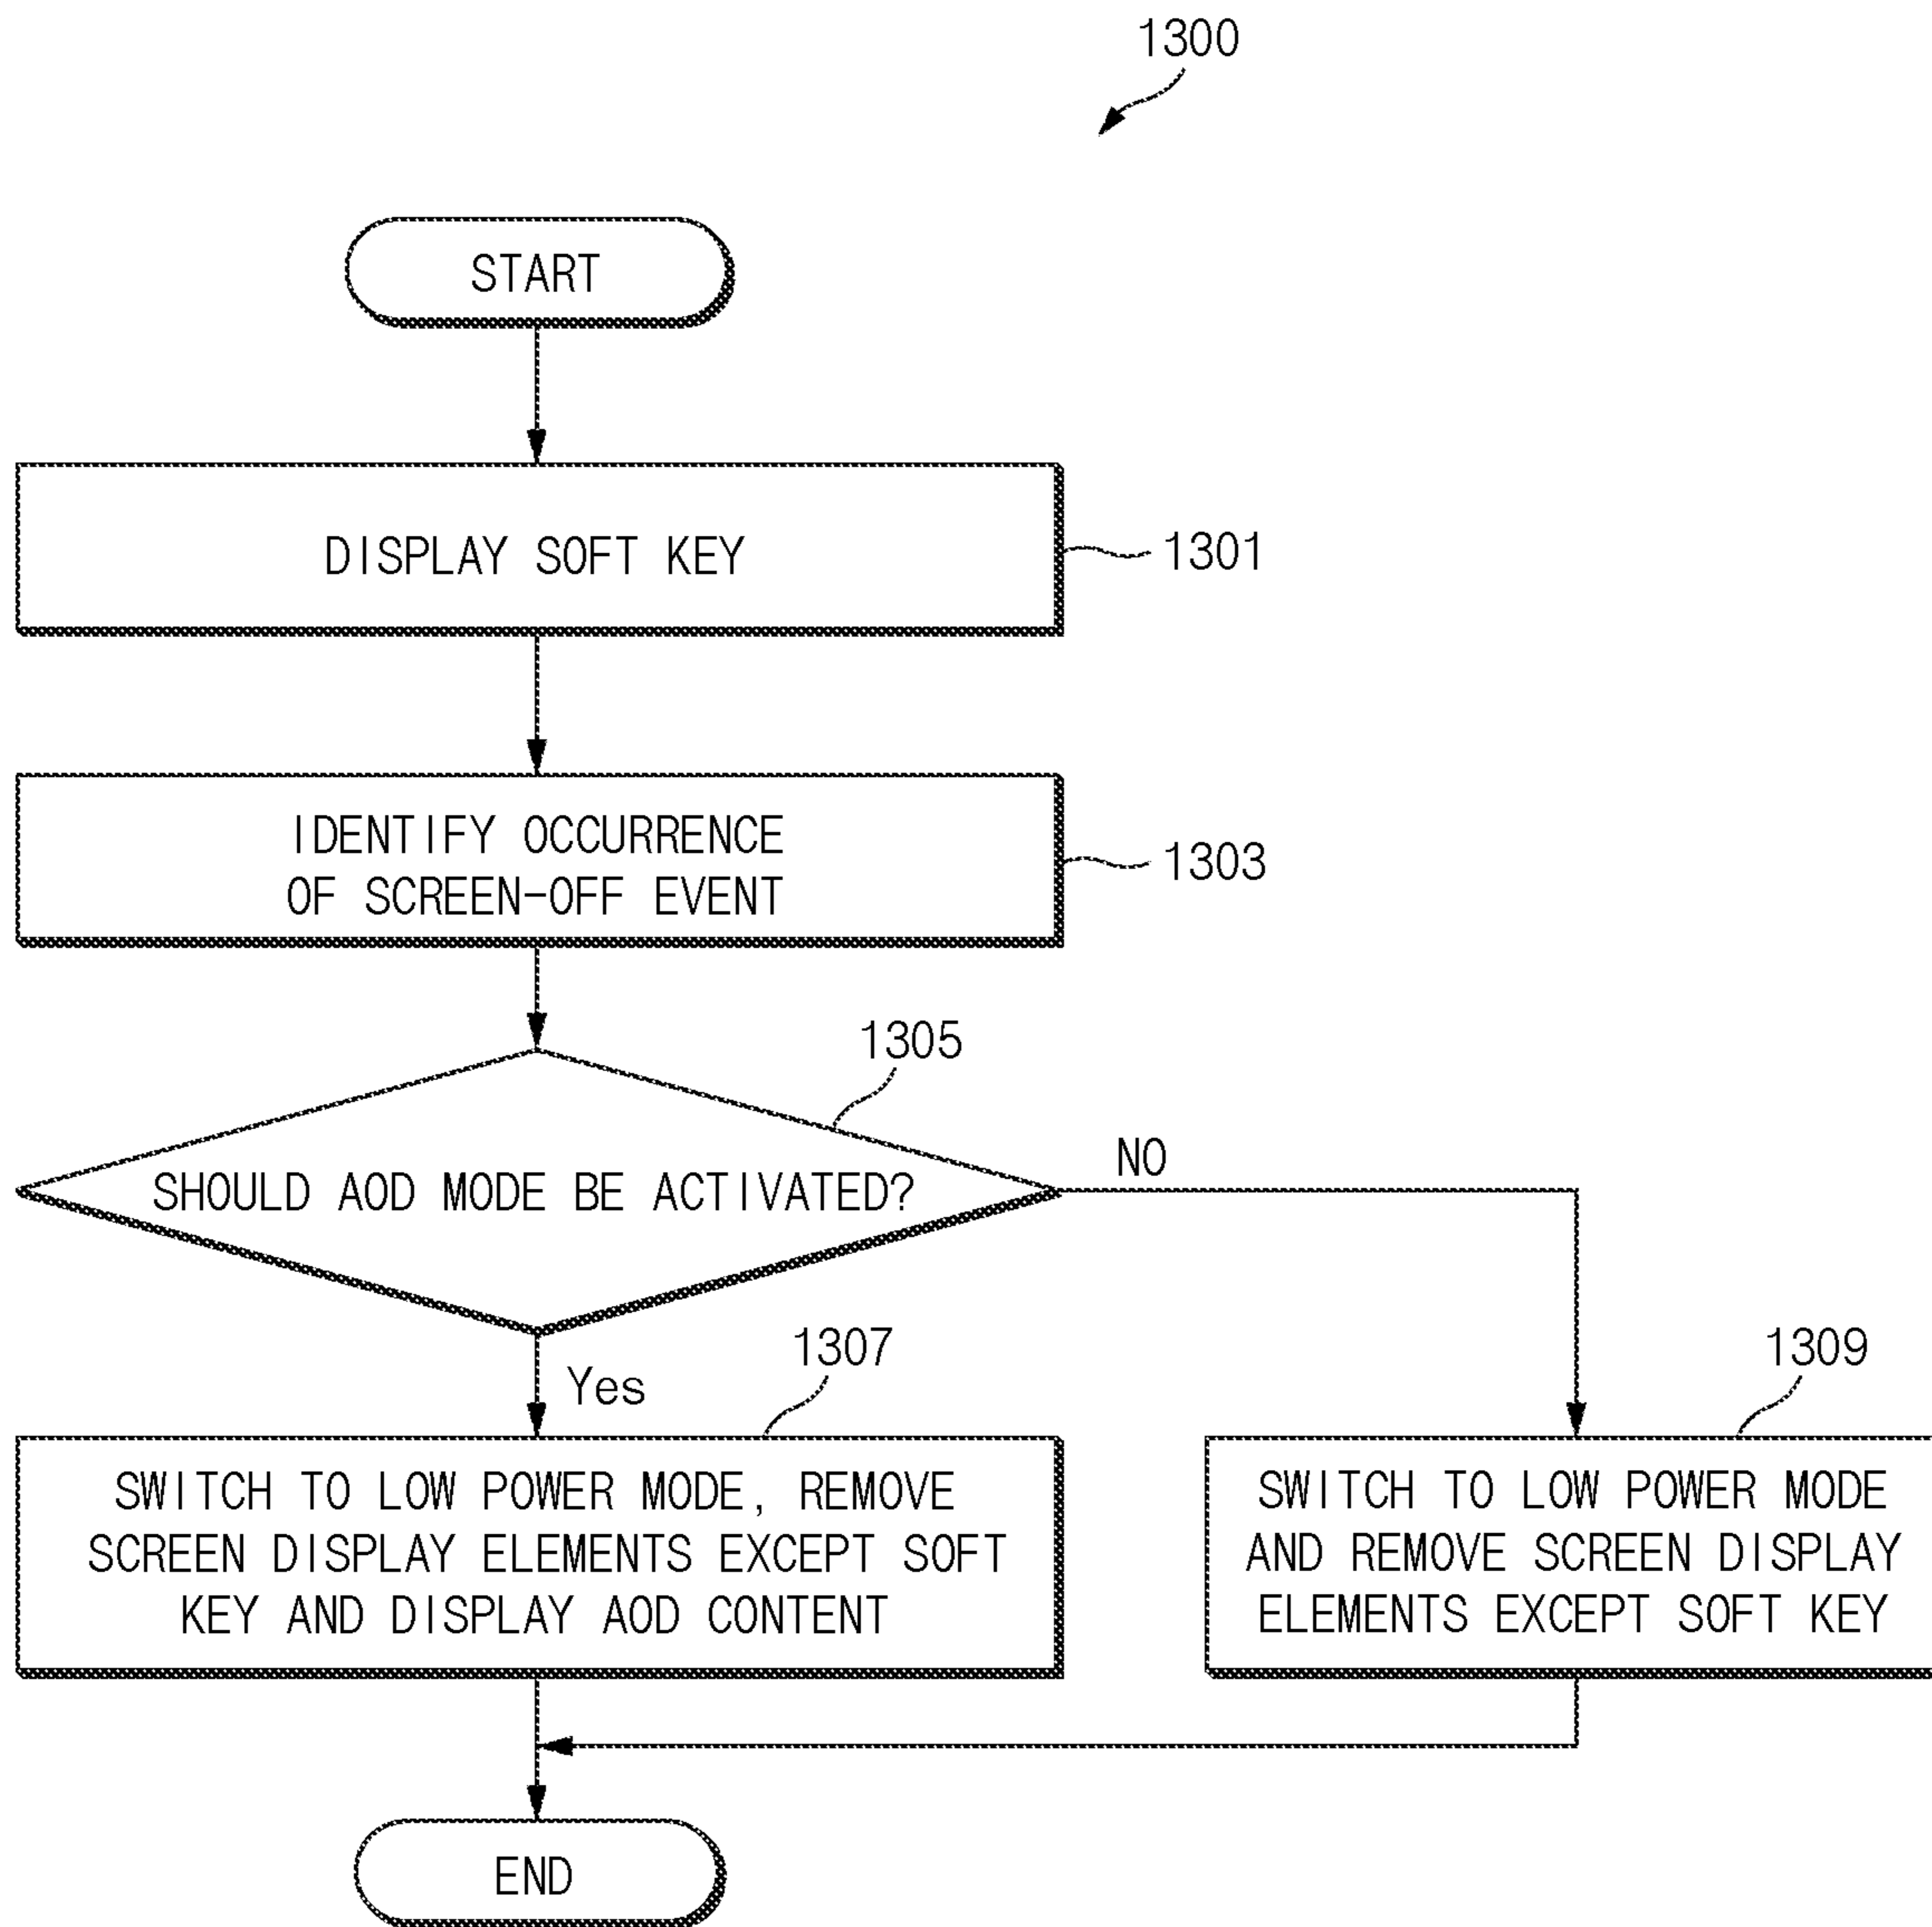 1300
START
DISPLAY SOFT KEY
1301
IDENTIFY OCCURRENCE
OF SCREEN-OFF EVENT
1303
1305
SHOULD AOD MODE BE ACTIVATED?
NO
Yes
1307
SWITCH TO LOW POWER MODE, REMOVE
SCREEN DISPLAY ELEMENTS EXCEPT SOFT
KEY AND DISPLAY AOD CONTENT
1309
SWITCH TO LOW POWER MODE
AND REMOVE SCREEN DISPLAY
ELEMENTS EXCEPT SOFT KEY
END